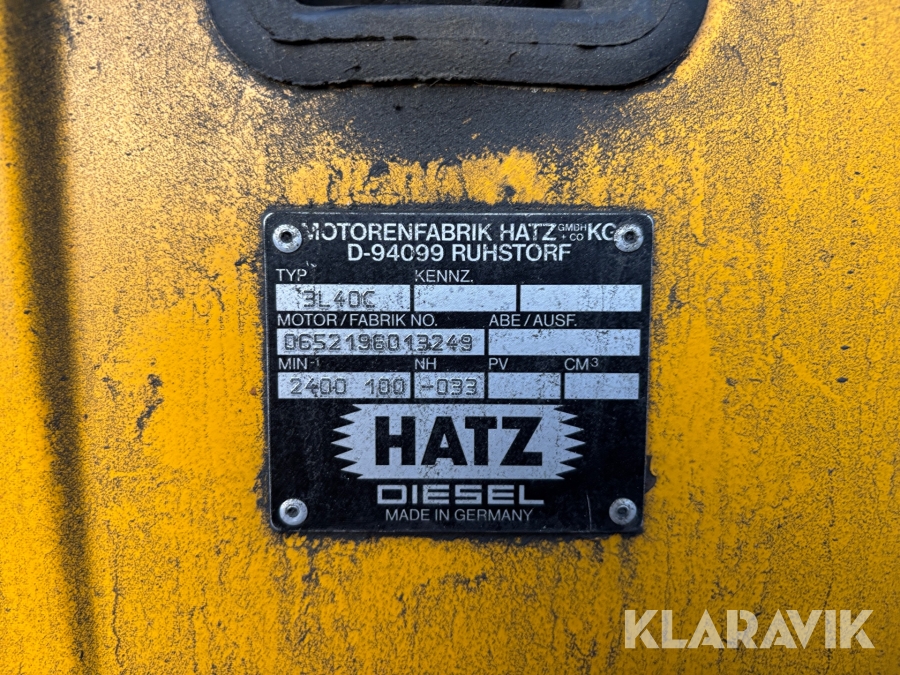 MOTORENFABRIK HATZ GMBH + CO KG
D-94099 RUHSTORF
TYP KENNZ.
3L40C
MOTOR/FABRIK NO. ABE/AUSF.
0652196013249
MIN-1 NH PV CM3
2400 100 -033
HATZ
DIESEL
MADE IN GERMANY
KLARAVIK